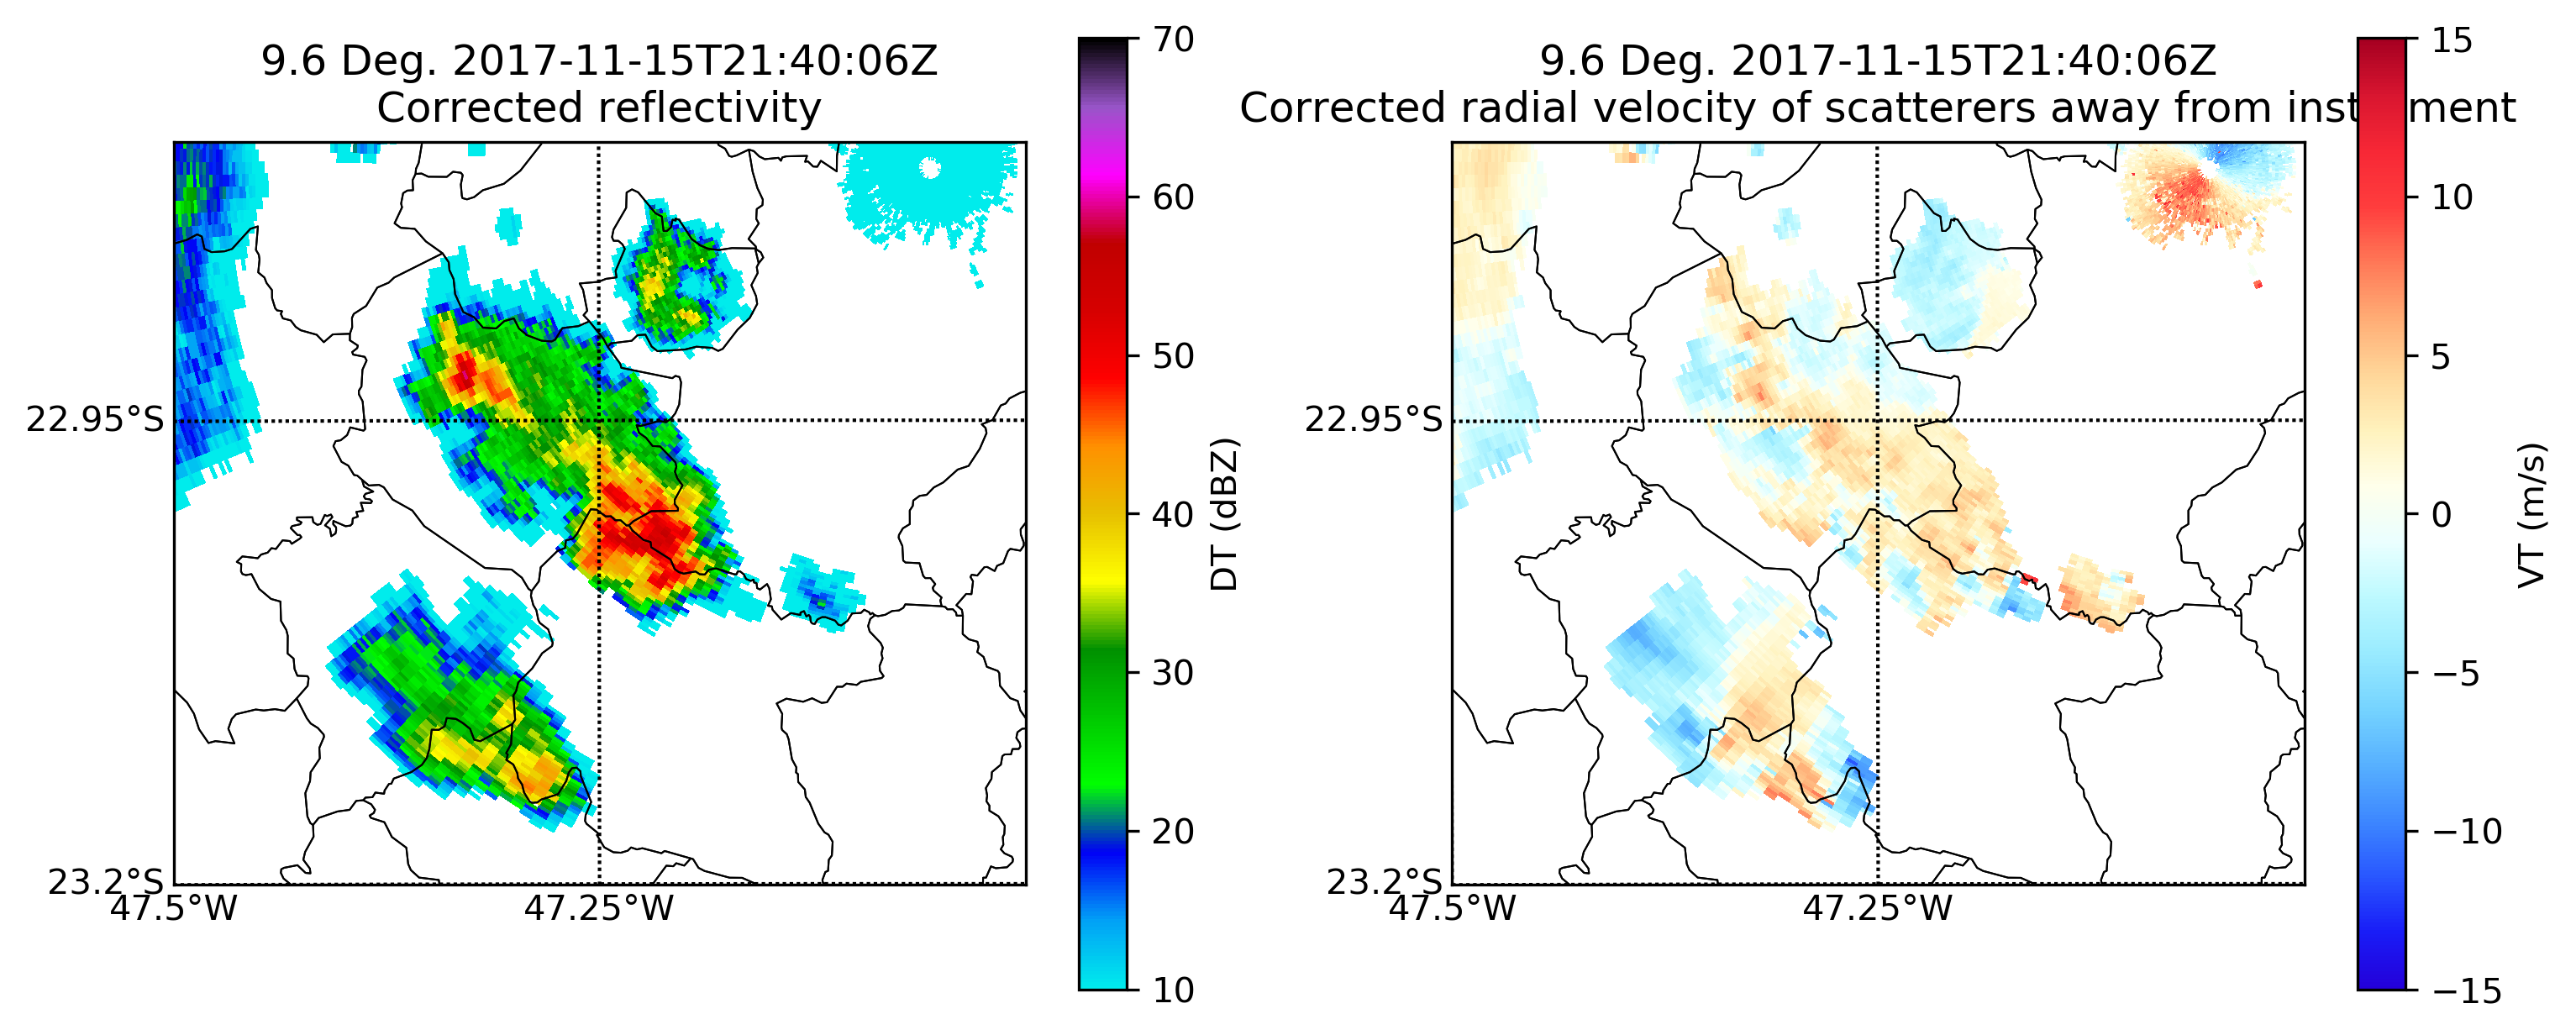 9.6 Deg. 2017-11-15T21:40:06Z
Corrected reflectivity
22.95°S
23.2°S
47.5°W
47.25°W
70
60
50
40
30
20
10
DT (dBZ)
9.6 Deg. 2017-11-15T21:40:06Z
Corrected radial velocity of scatterers away from inst ment
22.95°S
23.2°S
47.5°W
47.25°W
15
10
5
0
−5
−10
−15
VT (m/s)